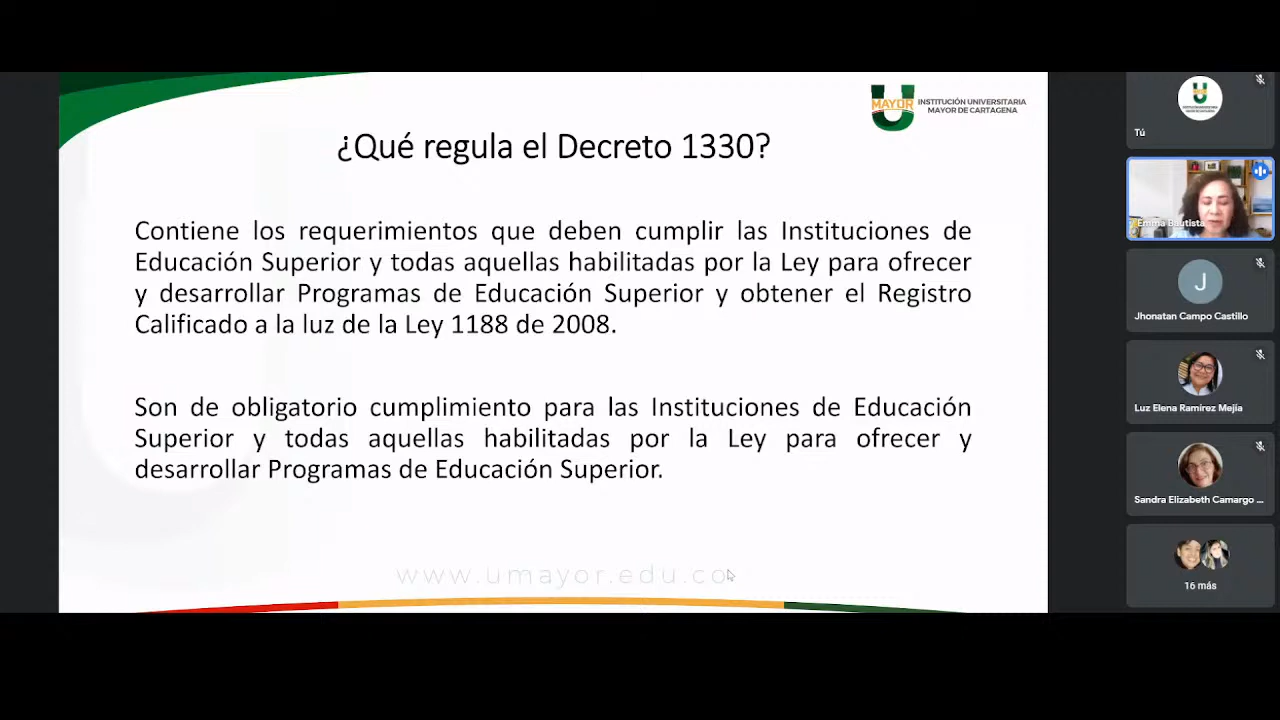 MAYOR
INSTITUCIÓN UNIVERSITARIA
MAYOR DE CARTAGENA
¿Qué regula el Decreto 1330?
Contiene los requerimientos que deben cumplir las Instituciones de
Educación Superior y todas aquellas habilitadas por la Ley para ofrecer
y desarrollar Programas de Educación Superior y obtener el Registro
Calificado a la luz de la Ley 1188 de 2008.
Son de obligatorio cumplimiento para las Instituciones de Educación
Superior y todas aquellas habilitadas por la Ley para ofrecer y
desarrollar Programas de Educación Superior.
www.umayor.edu.co
Tú
Emma Bautista
J
Jhonatan Campo Castillo
Luz Elena Ramírez Mejía
Sandra Elizabeth Camargo ...
16 más